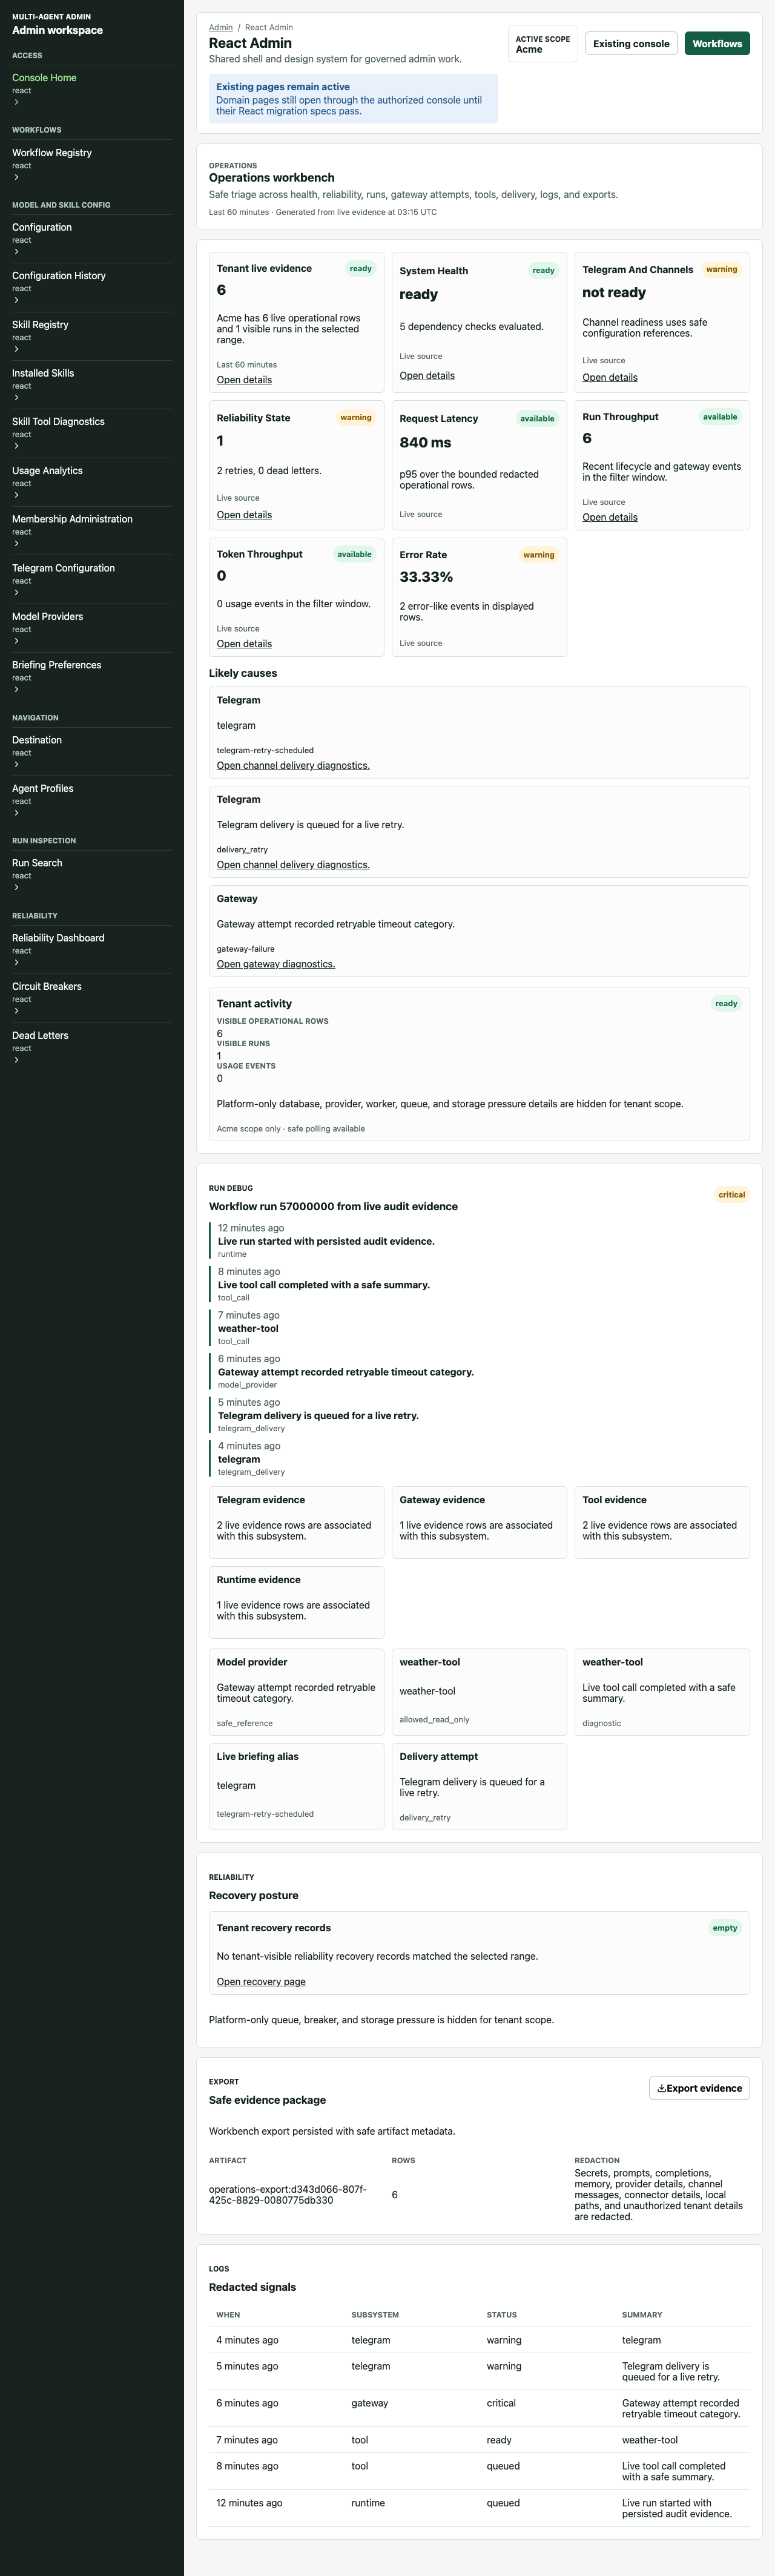 MULTI-AGENT ADMIN
Admin workspace
ACCESS
Console Home
react
WORKFLOWS
Workflow Registry
react
MODEL AND SKILL CONFIG
Configuration
react
Configuration History
react
Skill Registry
react
Installed Skills
react
Skill Tool Diagnostics
react
Usage Analytics
react
Membership Administration
react
Telegram Configuration
react
Model Providers
react
Briefing Preferences
react
NAVIGATION
Destination
react
Agent Profiles
react
RUN INSPECTION
Run Search
react
RELIABILITY
Reliability Dashboard
react
Circuit Breakers
react
Dead Letters
react
Admin / React Admin
React Admin
Shared shell and design system for governed admin work.
ACTIVE SCOPE
Acme
Existing console
Workflows
Existing pages remain active
Domain pages still open through the authorized console until
their React migration specs pass.
OPERATIONS
Operations workbench
Safe triage across health, reliability, runs, gateway attempts, tools, delivery, logs, and exports.
Last 60 minutes · Generated from live evidence at 03:15 UTC
Tenant live evidence
ready
6
Acme has 6 live operational rows
and 1 visible runs in the selected
range.
Last 60 minutes
Open details
System Health
ready
ready
5 dependency checks evaluated.
Live source
Open details
Telegram And Channels
warning
not ready
Channel readiness uses safe
configuration references.
Live source
Open details
Reliability State
warning
1
2 retries, 0 dead letters.
Live source
Open details
Request Latency
available
840 ms
p95 over the bounded redacted
operational rows.
Live source
Run Throughput
available
6
Recent lifecycle and gateway events
in the filter window.
Live source
Open details
Token Throughput
available
0
0 usage events in the filter window.
Live source
Open details
Error Rate
warning
33.33%
2 error-like events in displayed
rows.
Live source
Likely causes
Telegram
telegram
telegram-retry-scheduled
Open channel delivery diagnostics.
Telegram
Telegram delivery is queued for a live retry.
delivery_retry
Open channel delivery diagnostics.
Gateway
Gateway attempt recorded retryable timeout category.
gateway-failure
Open gateway diagnostics.
Tenant activity
ready
VISIBLE OPERATIONAL ROWS
6
VISIBLE RUNS
1
USAGE EVENTS
0
Platform-only database, provider, worker, queue, and storage pressure details are hidden for tenant scope.
Acme scope only · safe polling available
RUN DEBUG
Workflow run 57000000 from live audit evidence
critical
12 minutes ago
Live run started with persisted audit evidence.
runtime
8 minutes ago
Live tool call completed with a safe summary.
tool_call
7 minutes ago
weather-tool
tool_call
6 minutes ago
Gateway attempt recorded retryable timeout category.
model_provider
5 minutes ago
Telegram delivery is queued for a live retry.
telegram_delivery
4 minutes ago
telegram
telegram_delivery
Telegram evidence
2 live evidence rows are associated
with this subsystem.
Gateway evidence
1 live evidence rows are associated
with this subsystem.
Tool evidence
2 live evidence rows are associated
with this subsystem.
Runtime evidence
1 live evidence rows are associated
with this subsystem.
Model provider
Gateway attempt recorded retryable
timeout category.
safe_reference
weather-tool
weather-tool
allowed_read_only
weather-tool
Live tool call completed with a safe
summary.
diagnostic
Live briefing alias
telegram
telegram-retry-scheduled
Delivery attempt
Telegram delivery is queued for a
live retry.
delivery_retry
RELIABILITY
Recovery posture
Tenant recovery records
empty
No tenant-visible reliability recovery records matched the selected range.
Open recovery page
Platform-only queue, breaker, and storage pressure is hidden for tenant scope.
EXPORT
Safe evidence package
Export evidence
Workbench export persisted with safe artifact metadata.
ARTIFACT
operations-export:d343d066-807f-
425c-8829-0080775db330
ROWS
6
REDACTION
Secrets, prompts, completions,
memory, provider details, channel
messages, connector details, local
paths, and unauthorized tenant details
are redacted.
LOGS
Redacted signals
WHEN SUBSYSTEM STATUS SUMMARY
4 minutes ago telegram warning telegram
5 minutes ago telegram warning Telegram delivery is
queued for a live retry.
6 minutes ago gateway critical Gateway attempt recorded
retryable timeout category.
7 minutes ago tool ready weather-tool
8 minutes ago tool queued Live tool call completed
with a safe summary.
12 minutes ago runtime queued Live run started with
persisted audit evidence.